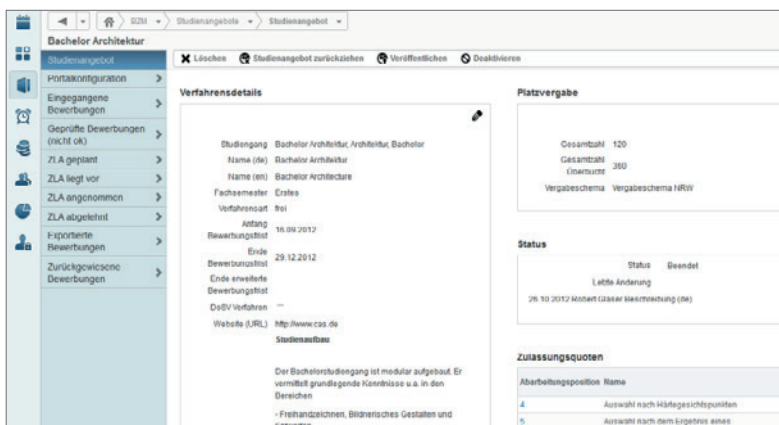 BZM
Studienangebote
Studienangebot
Bachelor Architektur
Studienangebot
Löschen
Studienangebot zurückziehen
Veröffentlichen
Deaktivieren
Portalkonfiguration
Eingegangene
Bewerbungen
Geprüfte Bewerbungen
(nicht ok)
ZLA geplant
ZLA liegt vor
ZLA angenommen
ZLA abgelehnt
Exportierte
Bewerbungen
Zurückgewiesene
Bewerbungen
Verfahrensdetails
Studiengang Bachelor Architektur, Architektur, Bachelor
Name (de) Bachelor Architektur
Name (en) Bachelor Architecture
Fachsemester Erstes
Verfahrensart frei
Anfang
Bewerbungsfrist 16.09.2012
Ende
Bewerbungsfrist 29.12.2012
Ende erweiterte
Bewerbungsfrist
DoSV Verfahren —
Website (URL) http://www.cas.de
Studienaufbau
Der Bachelorstudiengang ist modular aufgebaut. Er
vermittelt grundlegende Kenntnisse u.a. in den
Bereichen
- Freihandzeichnen, Bildnerisches Gestalten und
Platzvergabe
Gesamtzahl 120
Gesamtzahl
Überbucht 360
Vergabeschema Vergabeschema NRW
Status
Status Beendet
Letzte Änderung
26.10.2012 Robert Gläser Beschreibung (de)
Zulassungsquoten
Abarbeitungsposition Name
4 Auswahl nach Härtegesichtspunkten
5 Auswahl nach dem Ergebnis eines